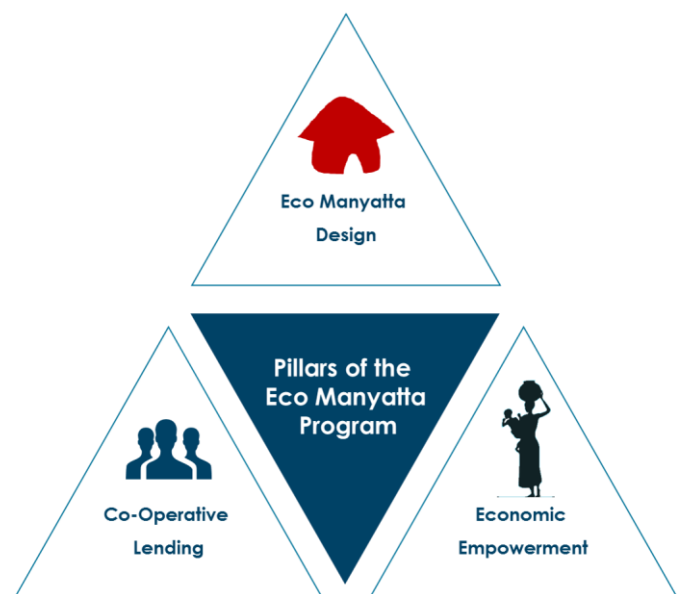 Eco Manyatta
Design
Pillars of the
Eco Manyatta
Program
Co-Operative
Lending
Economic
Empowerment